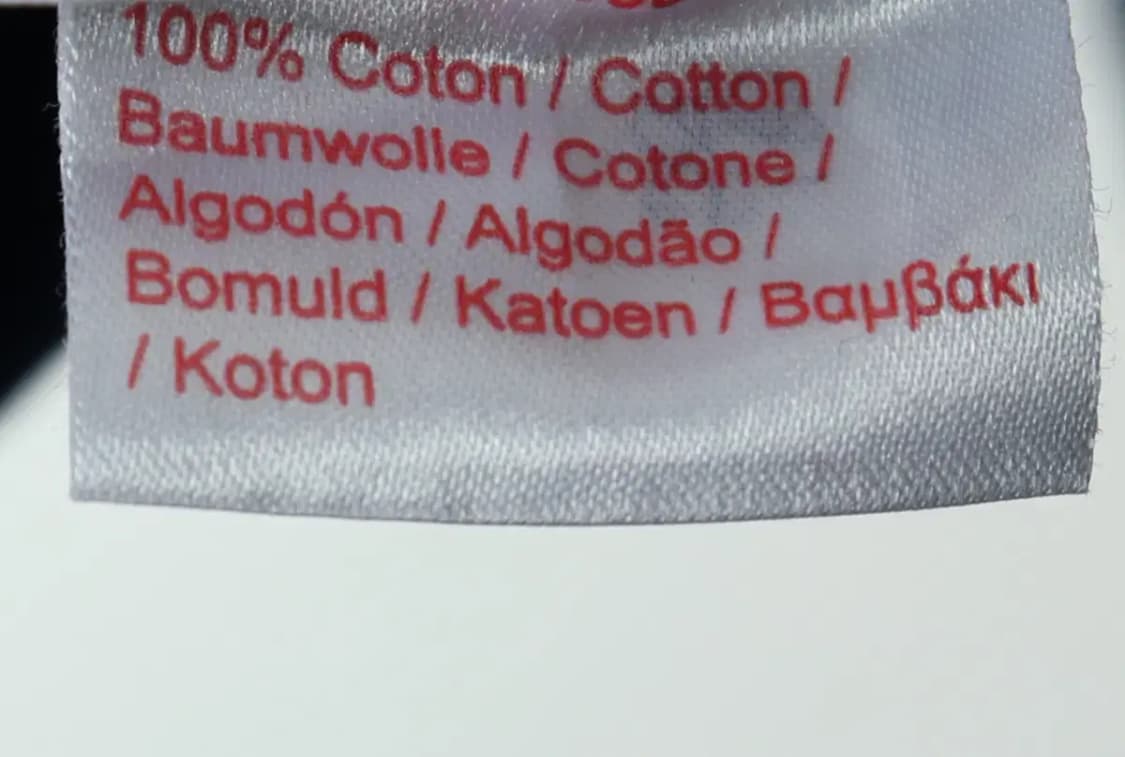 100% Coton / Cotton /
Baumwolle / Cotone /
Algodón / Algodão /
Bomuld / Katoen / Βαμβάκι
/ Koton